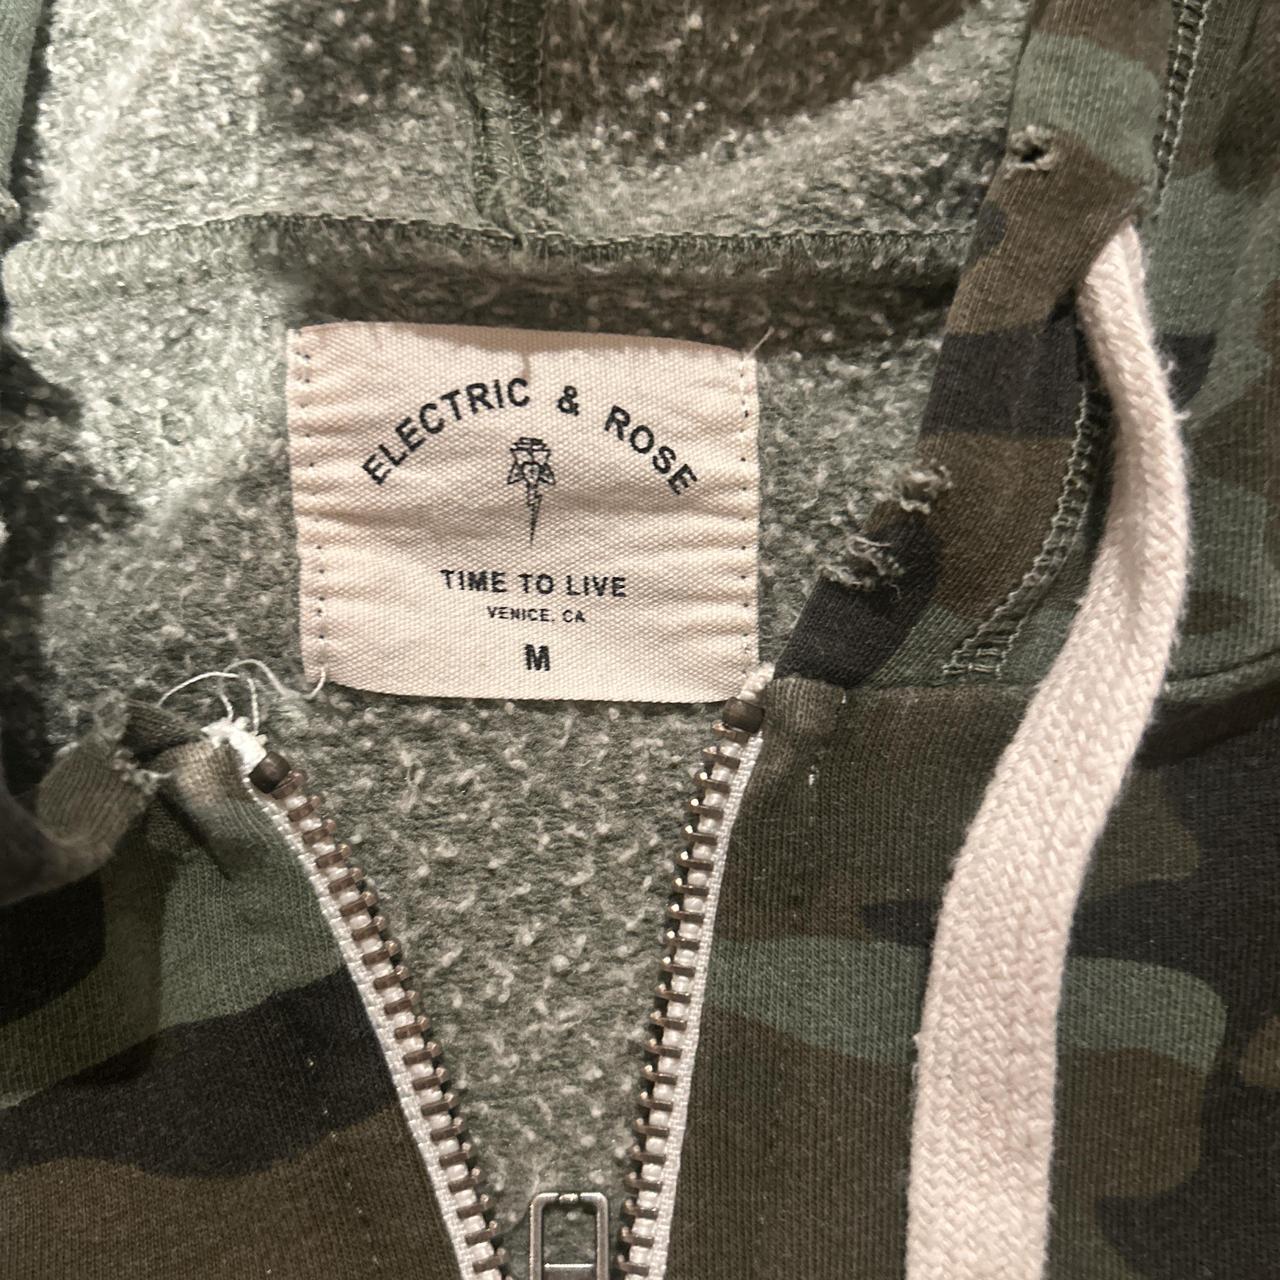 ELECTRIC & ROSE
TIME TO LIVE
VENICE, CA
M